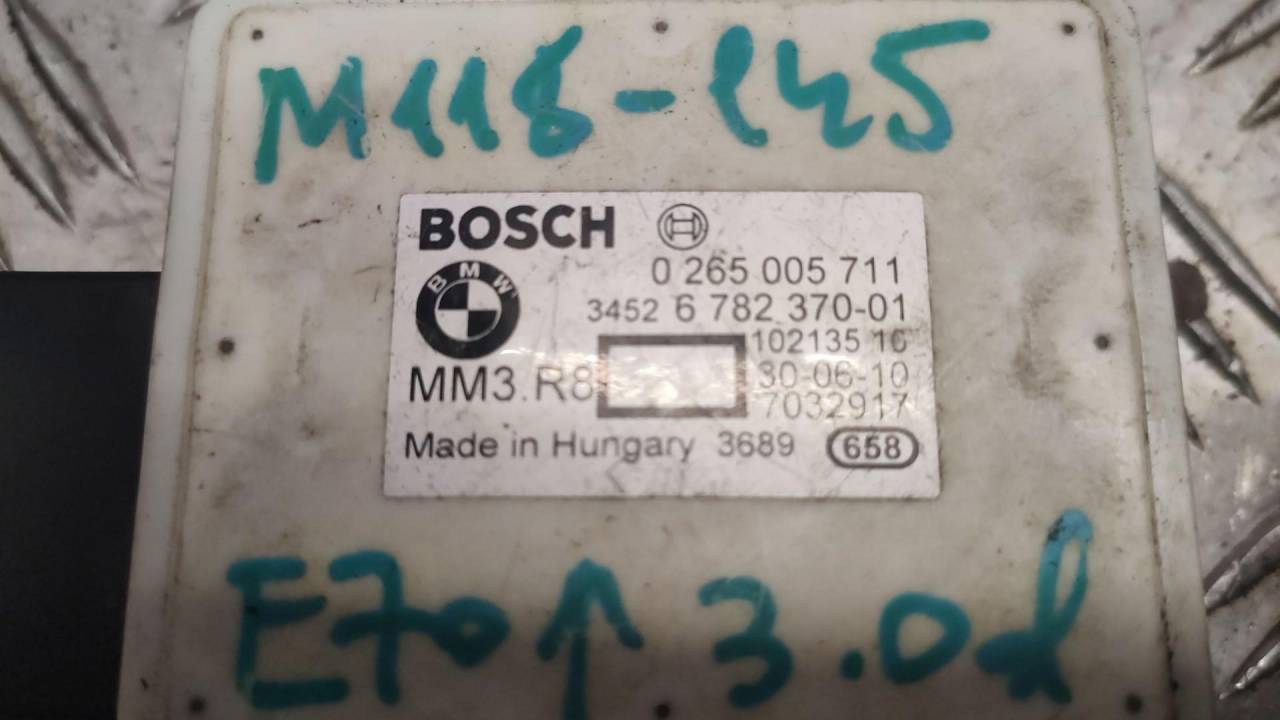 M118-145
BOSCH
BMW
0 265 005 711
3452 6 782 370-01
102135 16
MM3.R8
30-06-10
7032917
Made in Hungary 3689 658
E70↑ 3.0d